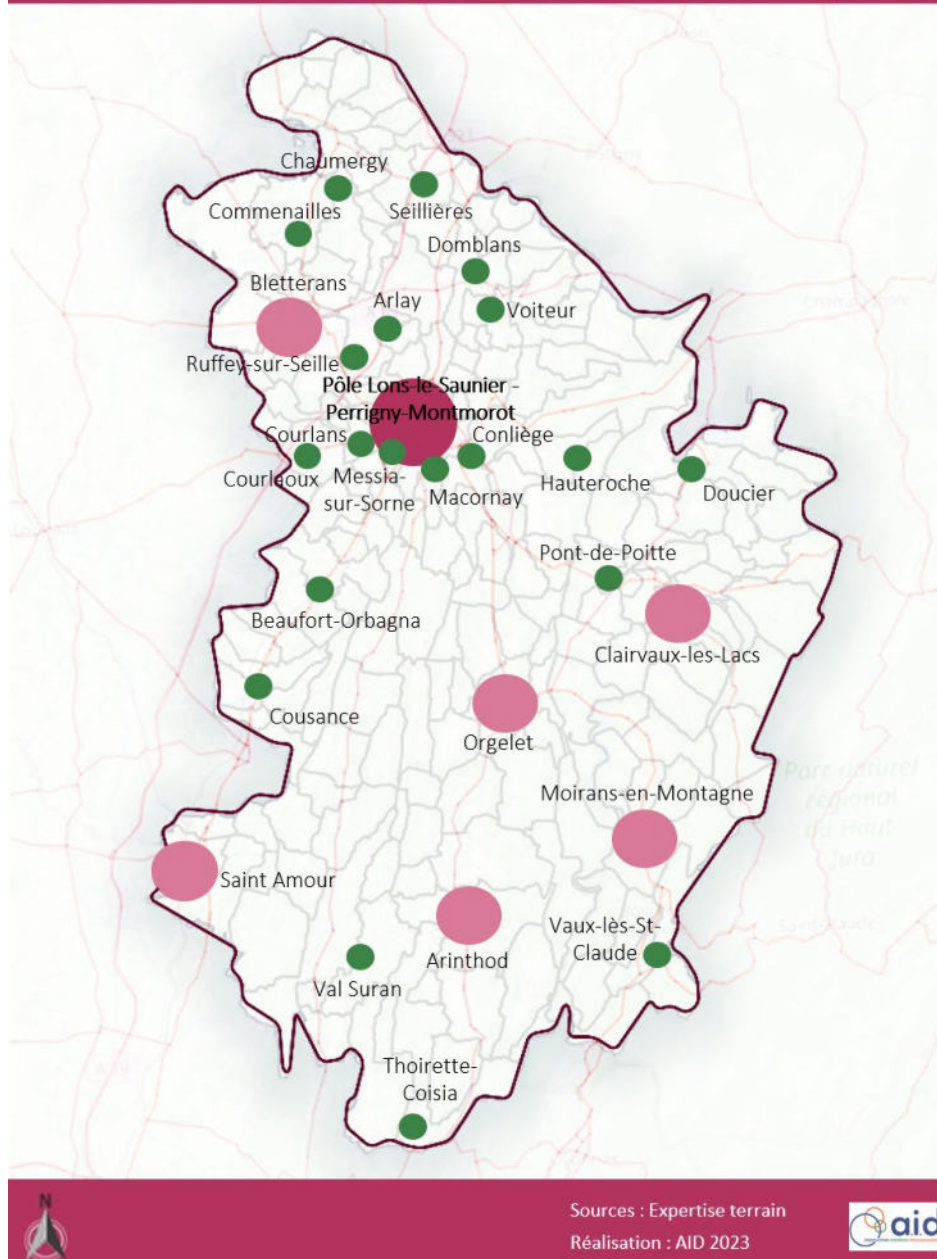 Chaumergy
Seillières
Commenailles
Domblans
Bletterans
Arlay
Voiteur
Ruffey-sur-Seille
Pôle Lons-le-Saunier -
Perrigny-Montmorot
Courlans
Conliège
Courlaoux
Messia-
sur-Sorne
Macornay
Hauteroche
Doucier
Pont-de-Poitte
Beaufort-Orbagna
Clairvaux-les-Lacs
Cousance
Orgelet
Parc naturel
régional
du Haut
Jura
Moirans-en-Montagne
Saint Amour
Arinthod
Vaux-lès-St-
Claude
Saint-Claude
Val Suran
A 39
Thoirette-
Coisia
N
Sources : Expertise terrain
Réalisation : AID 2023
a.i.d